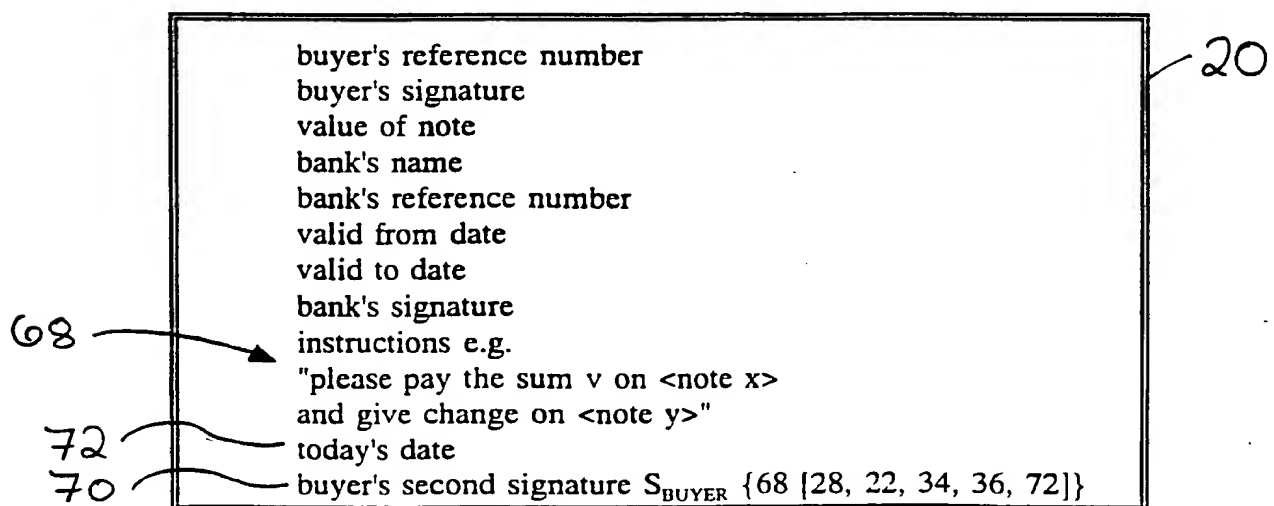 buyer's reference number
20
buyer's signature
value of note
bank's name
bank's reference number
valid from date
valid to date
bank's signature
68
instructions e.g.
"please pay the sum v on <note x>
and give change on <note y>"
72
today's date
70
buyer's second signature S_BUYER {68 [28, 22, 34, 36, 72]}